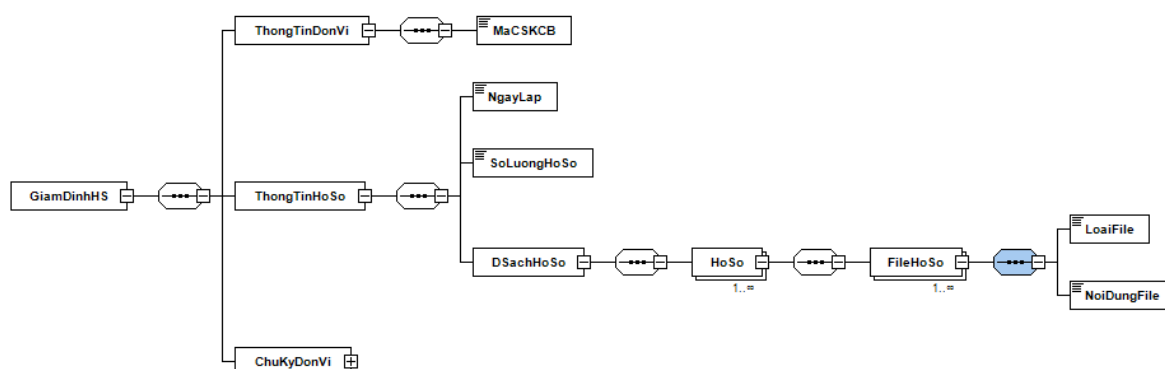 ThongTinDonVi
MaCSKCB
NgayLap
SoLuongHoSo
GiamDinhHS
ThongTinHoSo
LoaiFile
DSachHoSo
HoSo
FileHoSo
1..∞
1..∞
NoiDungFile
ChuKyDonVi